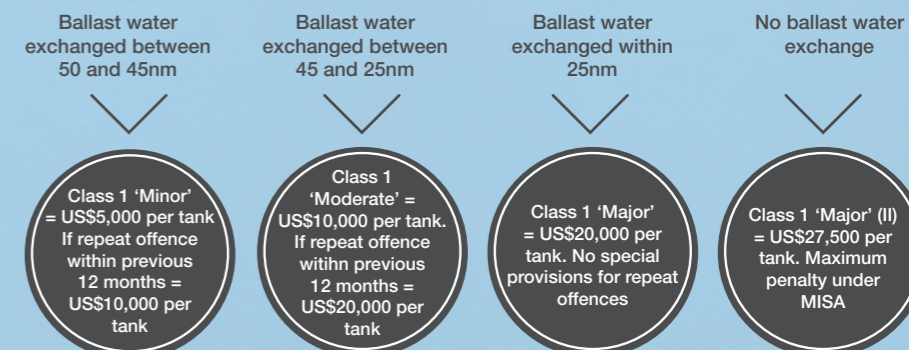 Ballast water
exchanged between
50 and 45nm
Ballast water
exchanged between
45 and 25nm
Ballast water
exchanged within
25nm
No ballast water
exchange
Class 1 ‘Minor’
= US$5,000 per tank
If repeat offence
within previous
12 months =
US$10,000 per
tank
Class 1
‘Moderate’ =
US$10,000 per tank.
If repeat offence
witihn previous
12 months =
US$20,000 per
tank
Class 1 ‘Major’
= US$20,000 per
tank. No special
provisions for repeat
offences
Class 1 ‘Major’ (II)
= US$27,500 per
tank. Maximum
penalty under
MISA